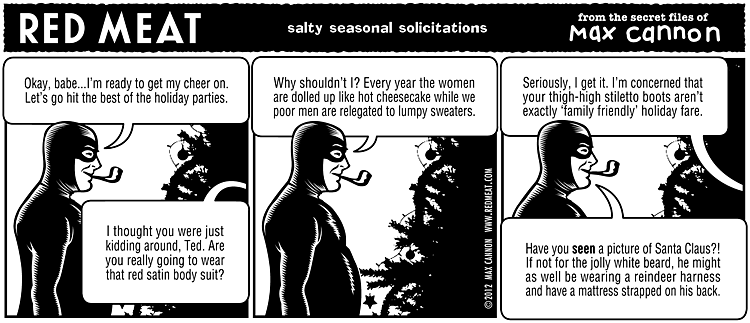 RED MEAT
salty seasonal solicitations
from the secret files of
Max cannon
Okay, babe...I’m ready to get my cheer on.
Let’s go hit the best of the holiday parties.
I thought you were just
kidding around, Ted. Are
you really going to wear
that red satin body suit?
Why shouldn’t I? Every year the women
are dolled up like hot cheesecake while we
poor men are relegated to lumpy sweaters.
©2012 MAX CANNON WWW.REDMEAT.COM
Seriously, I get it. I’m concerned that
your thigh-high stiletto boots aren’t
exactly ‘family friendly’ holiday fare.
Have you seen a picture of Santa Claus?!
If not for the jolly white beard, he might
as well be wearing a reindeer harness
and have a mattress strapped on his back.